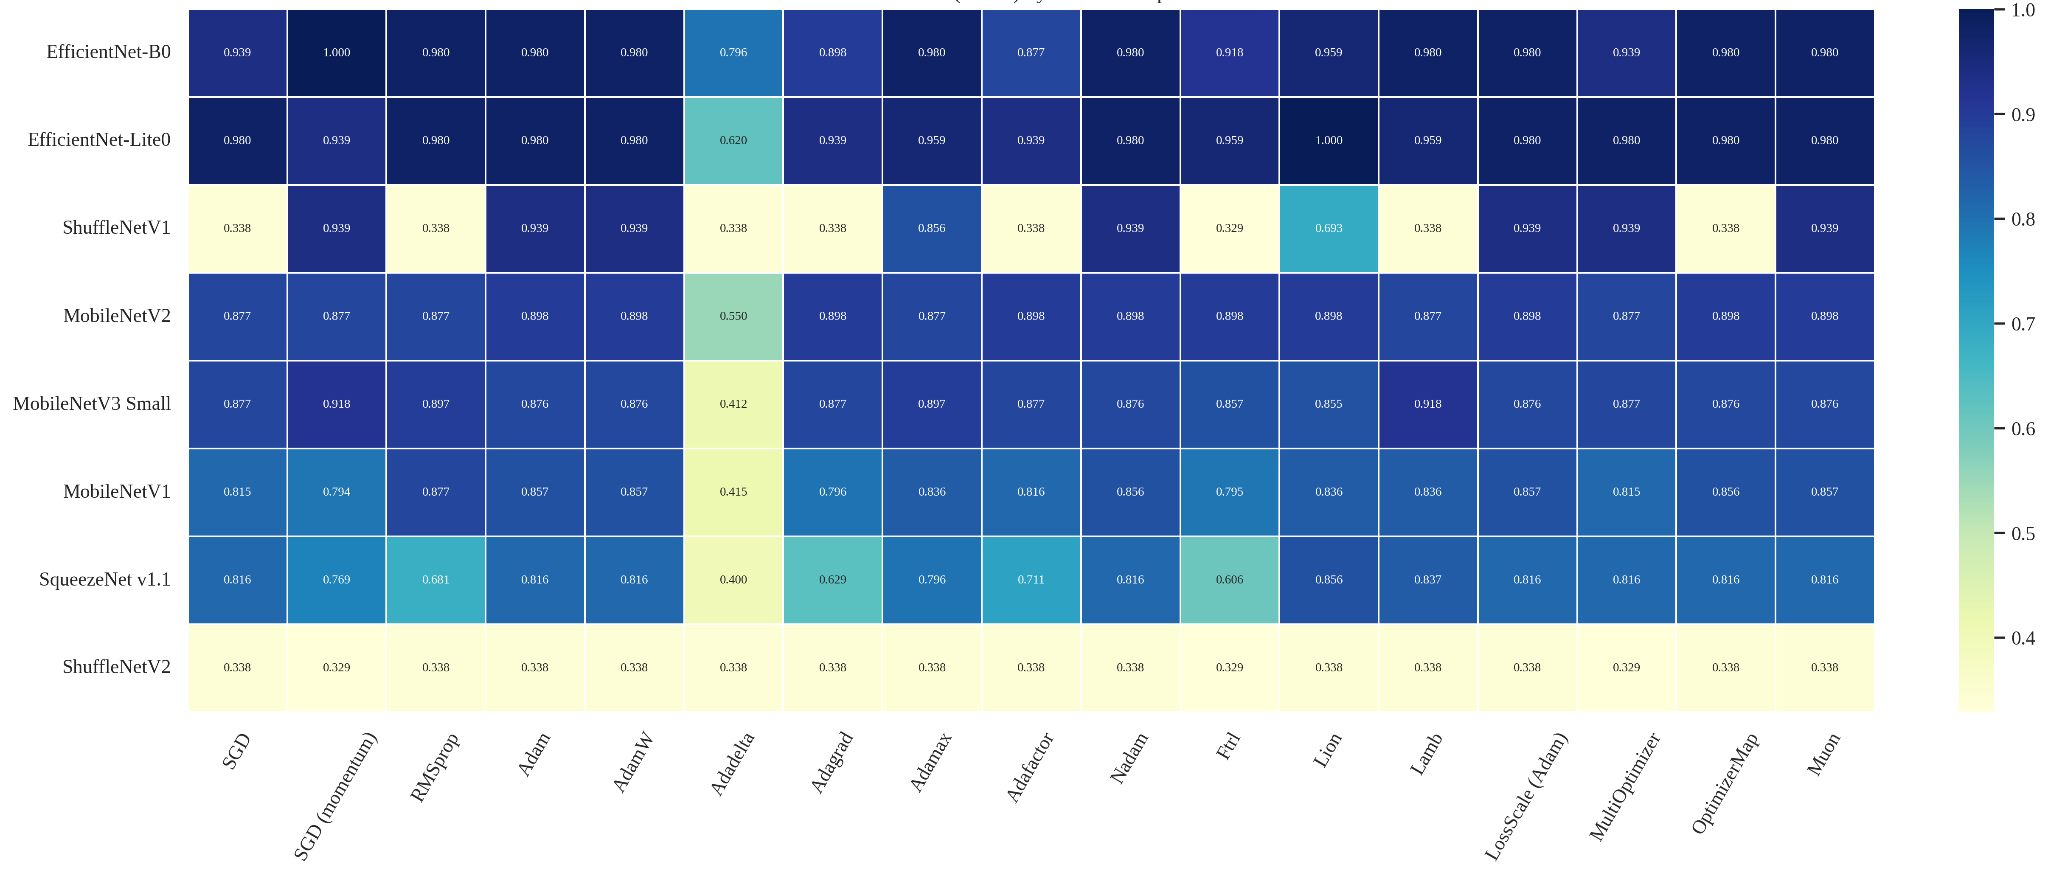 EfficientNet-B0 0.939 1.000 0.980 0.980 0.980 0.796 0.898 0.980 0.877 0.980 0.918 0.959 0.980 0.980 0.939 0.980 0.980
EfficientNet-Lite0 0.980 0.939 0.980 0.980 0.980 0.620 0.939 0.959 0.939 0.980 0.959 1.000 0.959 0.980 0.980 0.980 0.980
ShuffleNetV1 0.338 0.939 0.338 0.939 0.939 0.338 0.338 0.856 0.338 0.939 0.329 0.693 0.338 0.939 0.939 0.338 0.939
MobileNetV2 0.877 0.877 0.877 0.898 0.898 0.550 0.898 0.877 0.898 0.898 0.898 0.898 0.877 0.898 0.877 0.898 0.898
MobileNetV3 Small 0.877 0.918 0.897 0.876 0.876 0.412 0.877 0.897 0.877 0.876 0.857 0.855 0.918 0.876 0.877 0.876 0.876
MobileNetV1 0.815 0.794 0.877 0.857 0.857 0.415 0.796 0.836 0.816 0.856 0.795 0.836 0.836 0.857 0.815 0.856 0.857
SqueezeNet v1.1 0.816 0.769 0.681 0.816 0.816 0.400 0.629 0.796 0.711 0.816 0.606 0.856 0.837 0.816 0.816 0.816 0.816
ShuffleNetV2 0.338 0.329 0.338 0.338 0.338 0.338 0.338 0.338 0.338 0.338 0.329 0.338 0.338 0.338 0.329 0.338 0.338
SGD
SGD (momentum)
RMSprop
Adam
AdamW
Adadelta
Adagrad
Adamax
Adafactor
Nadam
Ftrl
Lion
Lamb
LossScale (Adam)
MultiOptimizer
OptimizerMap
Muon
1.0
0.9
0.8
0.7
0.6
0.5
0.4